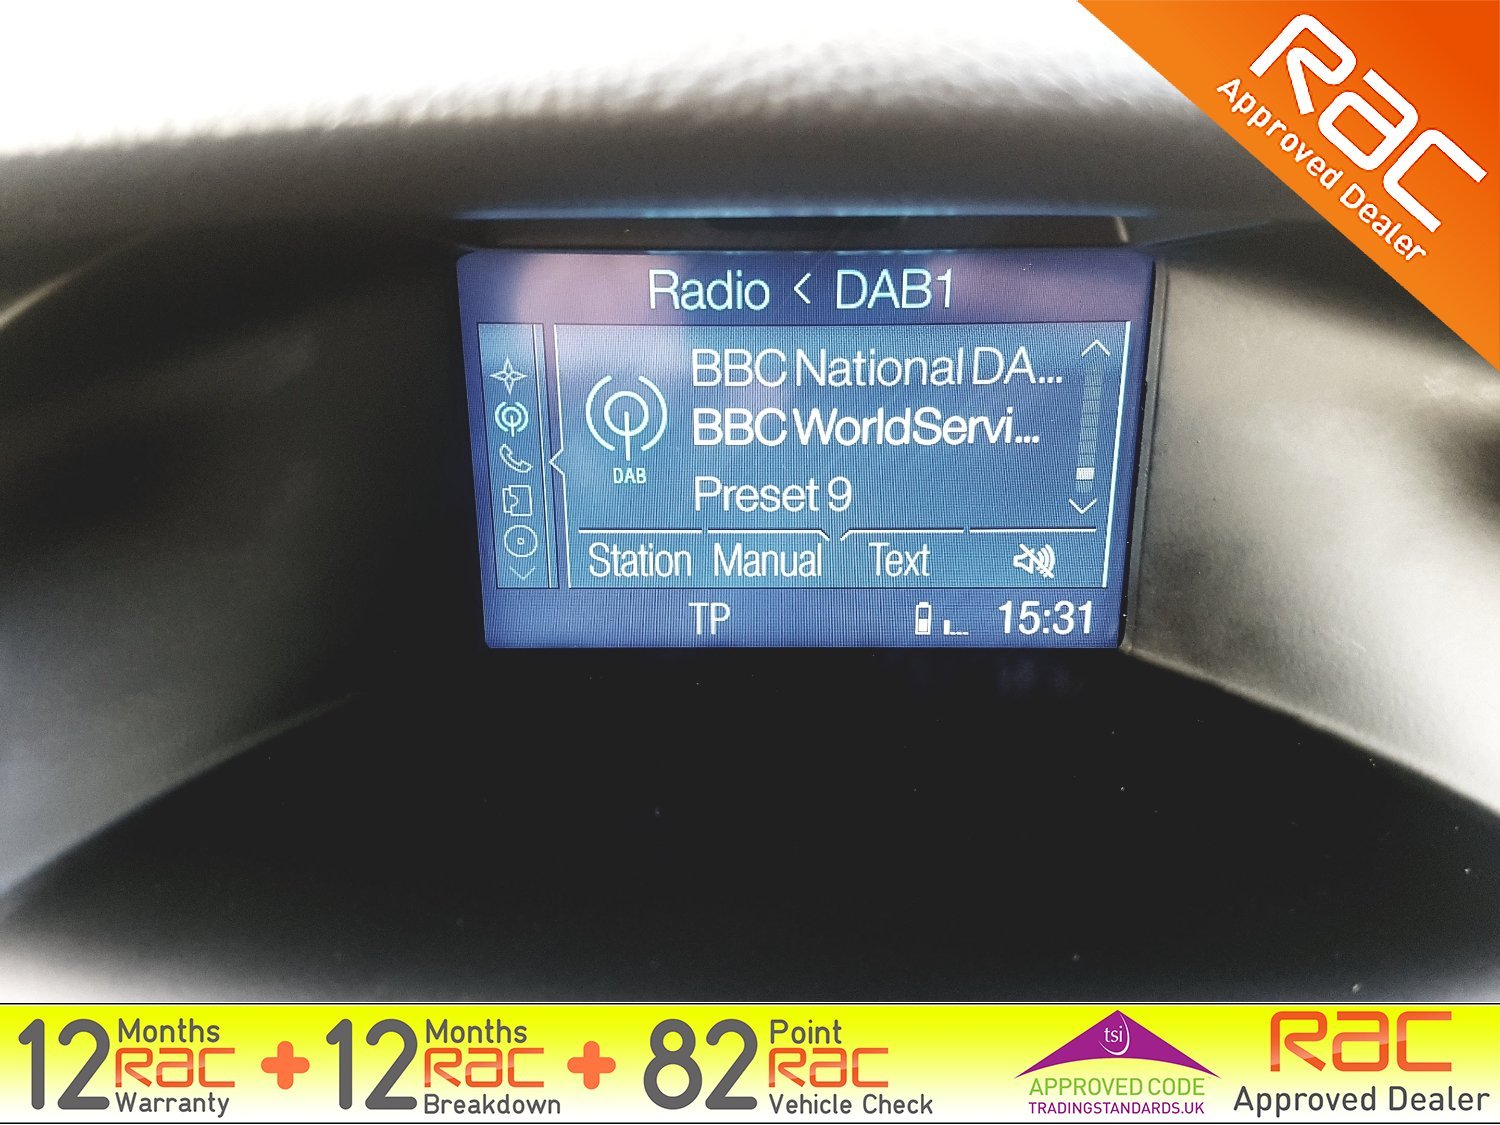 RAC
Approved Dealer
Radio < DAB1
BBC National DA...
BBC WorldServi...
DAB
Preset 9
Station Manual Text
TP 15:31
12 Months RAC Warranty + 12 Months RAC Breakdown + 82 Point RAC Vehicle Check
tsi
APPROVED CODE
TRADINGSTANDARDS.UK
RAC
Approved Dealer